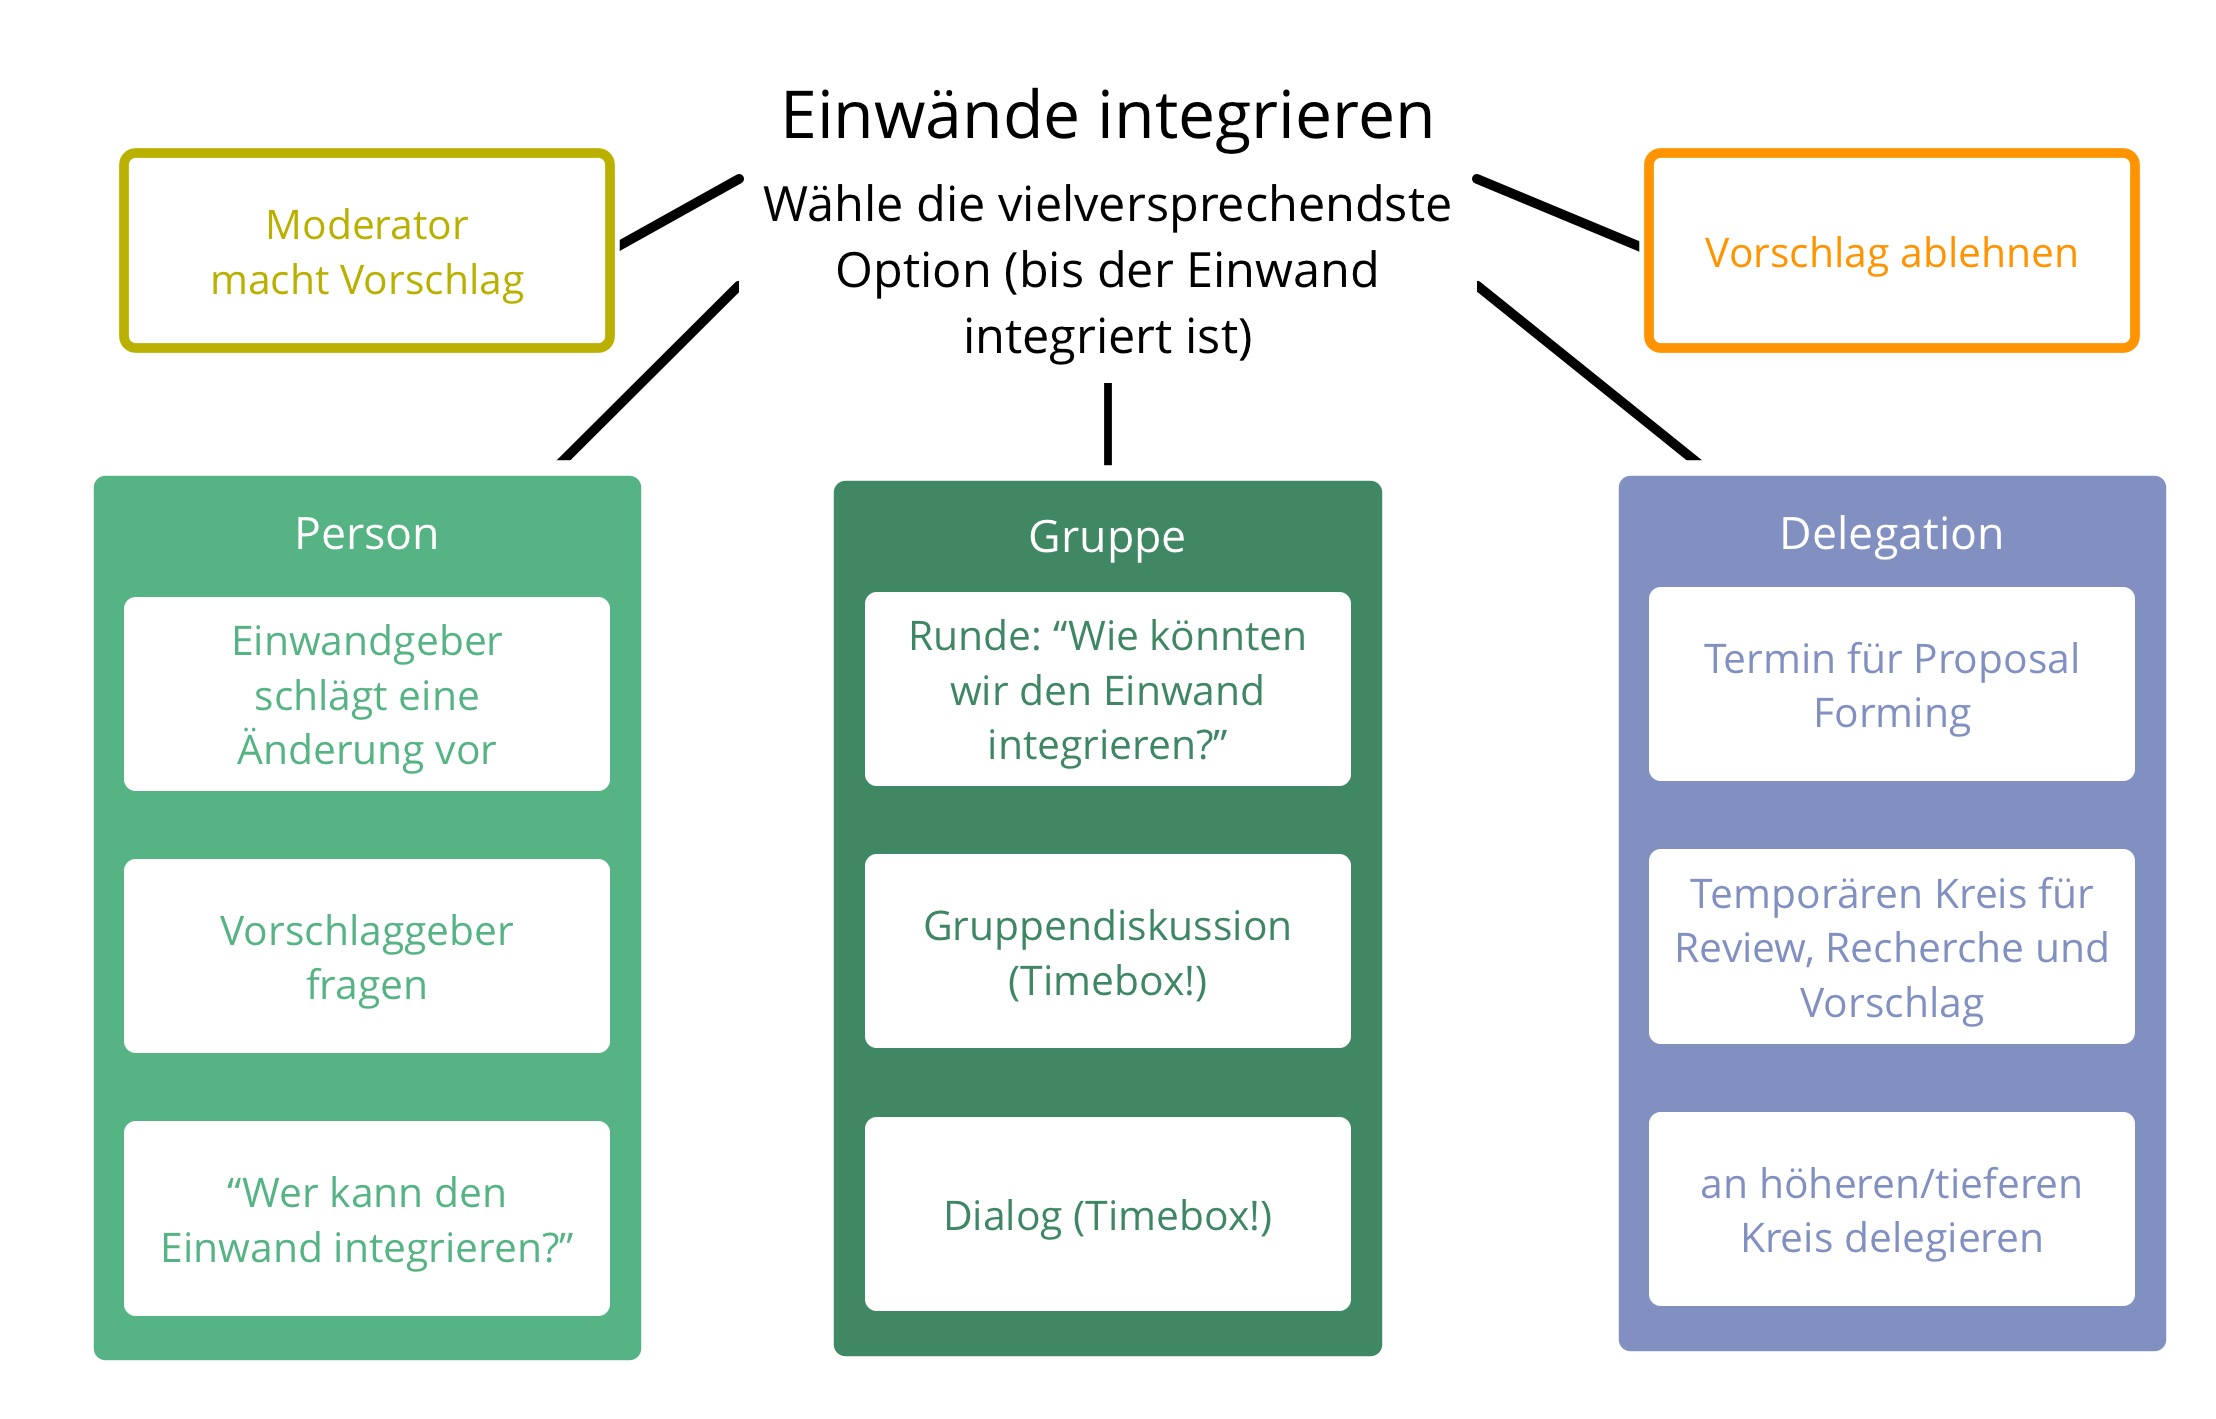 Einwände integrieren
Wähle die vielversprechendste
Option (bis der Einwand
integriert ist)
Moderator
macht Vorschlag
Vorschlag ablehnen
Person
Einwandgeber
schlägt eine
Änderung vor
Vorschlaggeber
fragen
“Wer kann den
Einwand integrieren?”
Gruppe
Runde: “Wie könnten
wir den Einwand
integrieren?”
Gruppendiskussion
(Timebox!)
Dialog (Timebox!)
Delegation
Termin für Proposal
Forming
Temporären Kreis für
Review, Recherche und
Vorschlag
an höheren/tieferen
Kreis delegieren